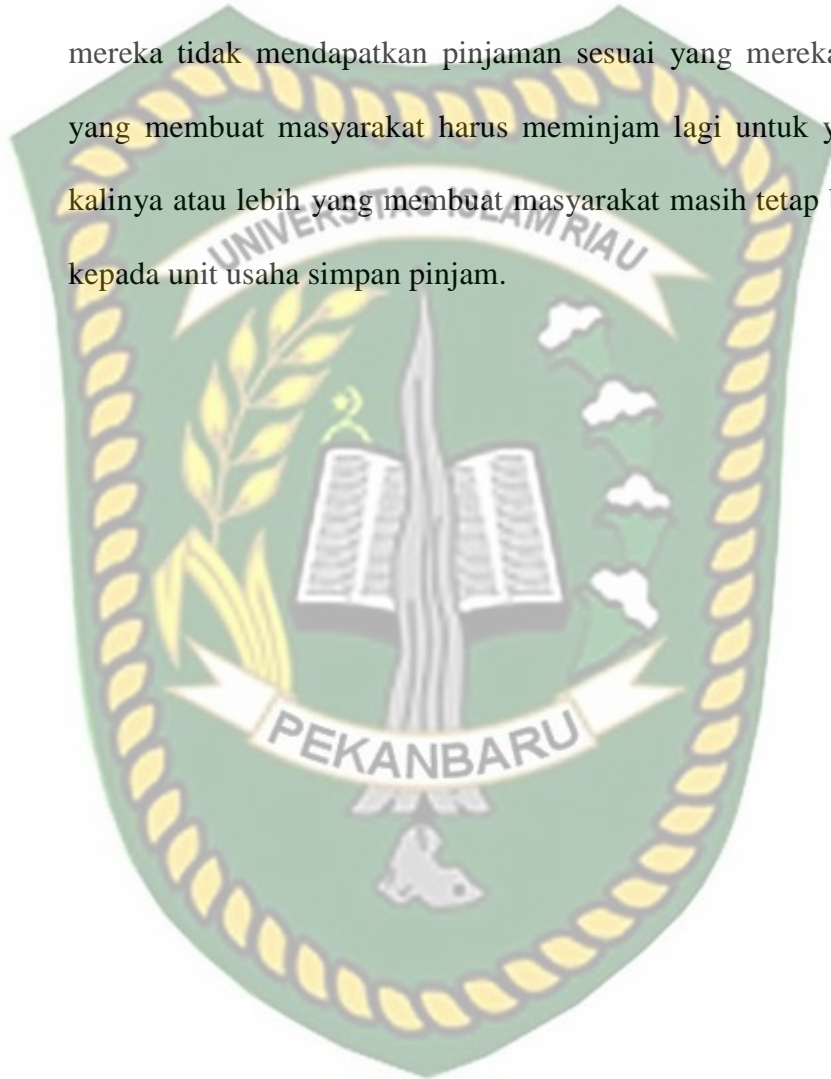 mereka tidak mendapatkan pinjaman sesuai yang mereka
yang membuat masyarakat harus meminjam lagi untuk y
kalinya atau lebih yang membuat masyarakat masih tetap
kepada unit usaha simpan pinjam.
UNIVERSITAS ISLAM RIAU
PEKANBARU